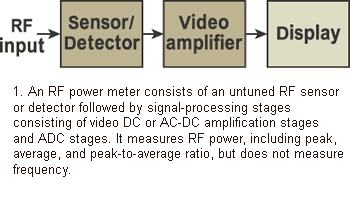 RF
input
Sensor/
Detector
Video
amplifier
Display
1. An RF power meter consists of an untuned RF sensor
or detector followed by signal-processing stages
consisting of video DC or AC-DC amplification stages
and ADC stages. It measures RF power, including peak,
average, and peak-to-average ratio, but does not measure
frequency.